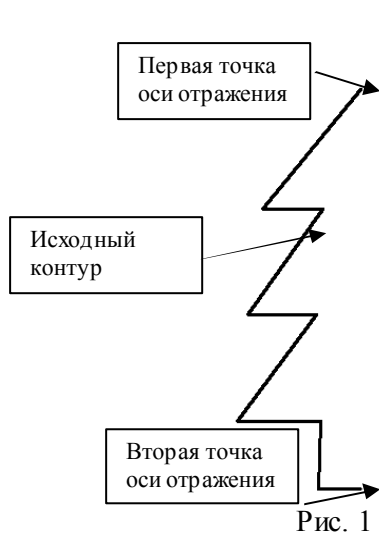 Первая точка
оси отражения
Исходный
контур
Вторая точка
оси отражения
Рис. 1